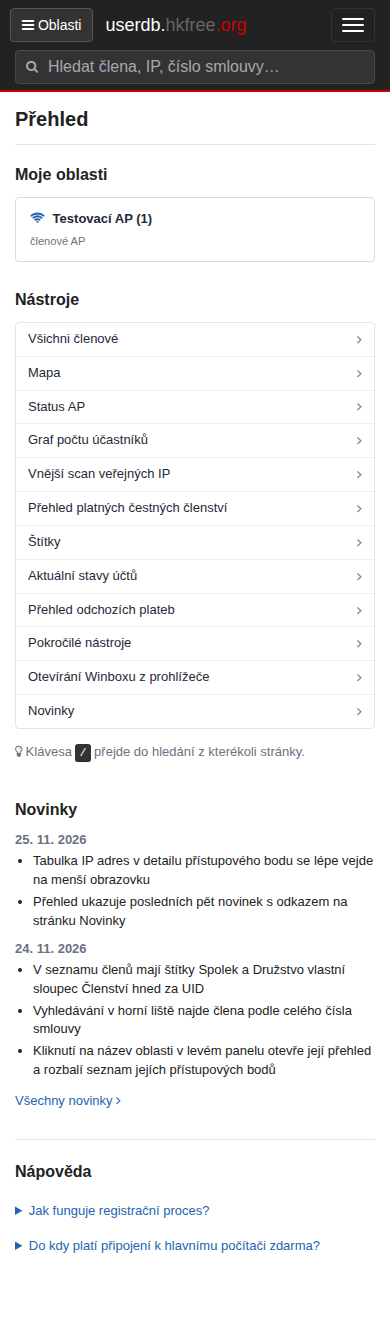 Oblasti
userdb.hkfree.org
Hledat člena, IP, číslo smlouvy…
Přehled
Moje oblasti
Testovací AP (1)
členové AP
Nástroje
Všichni členové
Mapa
Status AP
Graf počtu účastníků
Vnější scan veřejných IP
Přehled platných čestných členství
Štítky
Aktuální stavy účtů
Přehled odchozích plateb
Pokročilé nástroje
Otevírání Winboxu z prohlížeče
Novinky
Klávesa / přejde do hledání z kterékoli stránky.
Novinky
25. 11. 2026
Tabulka IP adres v detailu přístupového bodu se lépe vejde
na menší obrazovku
Přehled ukazuje posledních pět novinek s odkazem na
stránku Novinky
24. 11. 2026
V seznamu členů mají štítky Spolek a Družstvo vlastní
sloupec Členství hned za UID
Vyhledávání v horní liště najde člena podle celého čísla
smlouvy
Kliknutí na název oblasti v levém panelu otevře její přehled
a rozbalí seznam jejích přístupových bodů
Všechny novinky
Nápověda
Jak funguje registrační proces?
Do kdy platí připojení k hlavnímu počítači zdarma?